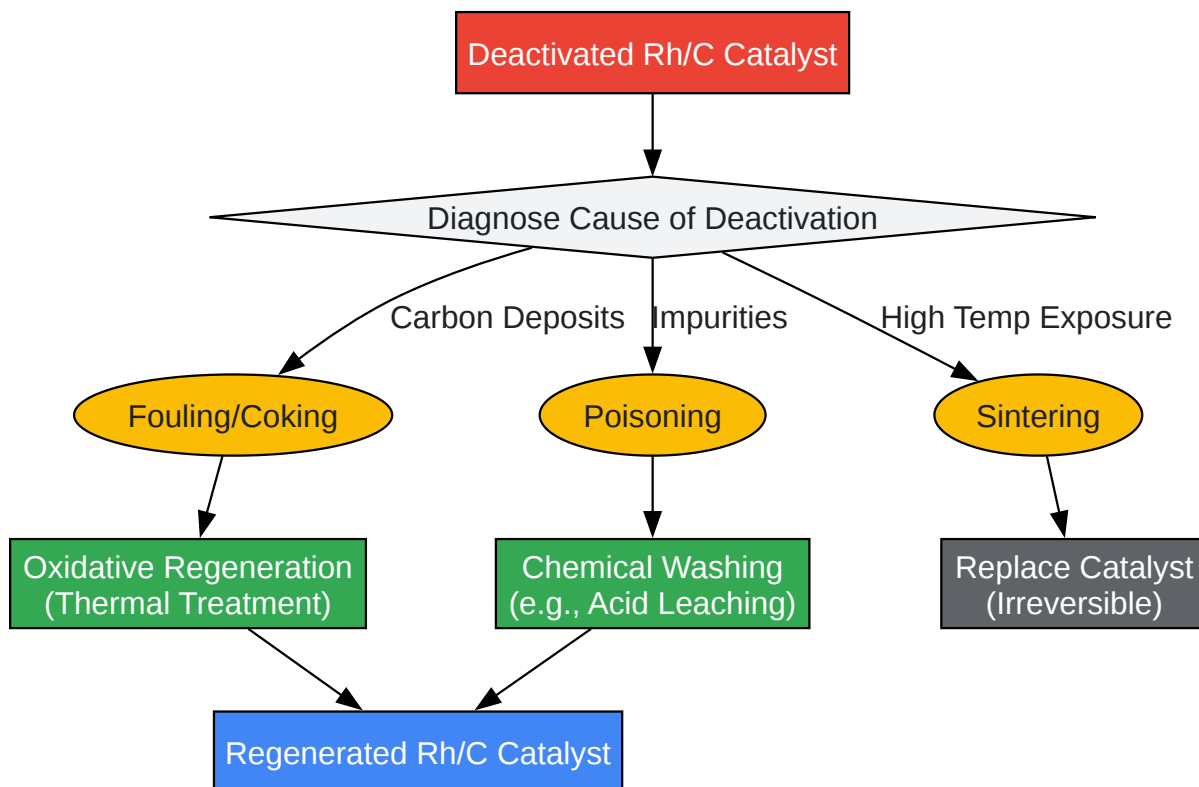 Deactivated Rh/C Catalyst
Diagnose Cause of Deactivation
Carbon Deposits
Impurities
High Temp Exposure
Fouling/Coking
Poisoning
Sintering
Oxidative Regeneration
(Thermal Treatment)
Chemical Washing
(e.g., Acid Leaching)
Replace Catalyst
(Irreversible)
Regenerated Rh/C Catalyst